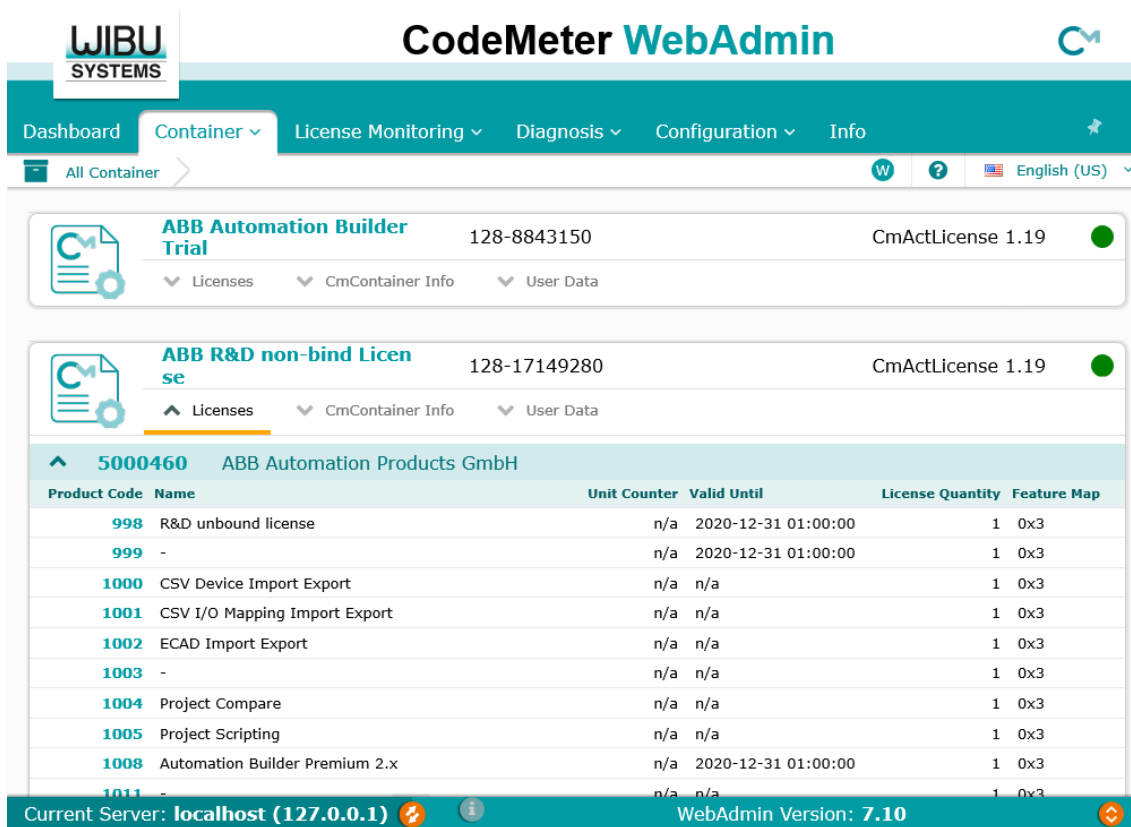 WIBU
SYSTEMS
CodeMeter WebAdmin
CM
Dashboard Container License Monitoring Diagnosis Configuration Info
All Container W ? English (US)
ABB Automation Builder
Trial
128-8843150 CmActLicense 1.19
CM
Licenses CmContainer Info User Data
ABB R&D non-bind Licen
se
128-17149280 CmActLicense 1.19
CM
Licenses CmContainer Info User Data
5000460 ABB Automation Products GmbH
Product Code Name Unit Counter Valid Until License Quantity Feature Map
998 R&D unbound license n/a 2020-12-31 01:00:00 1 0x3
999 - n/a 2020-12-31 01:00:00 1 0x3
1000 CSV Device Import Export n/a n/a 1 0x3
1001 CSV I/O Mapping Import Export n/a n/a 1 0x3
1002 ECAD Import Export n/a n/a 1 0x3
1003 - n/a n/a 1 0x3
1004 Project Compare n/a n/a 1 0x3
1005 Project Scripting n/a n/a 1 0x3
1008 Automation Builder Premium 2.x n/a 2020-12-31 01:00:00 1 0x3
1011 - n/a n/a 1 0x3
Current Server: localhost (127.0.0.1) i WebAdmin Version: 7.10